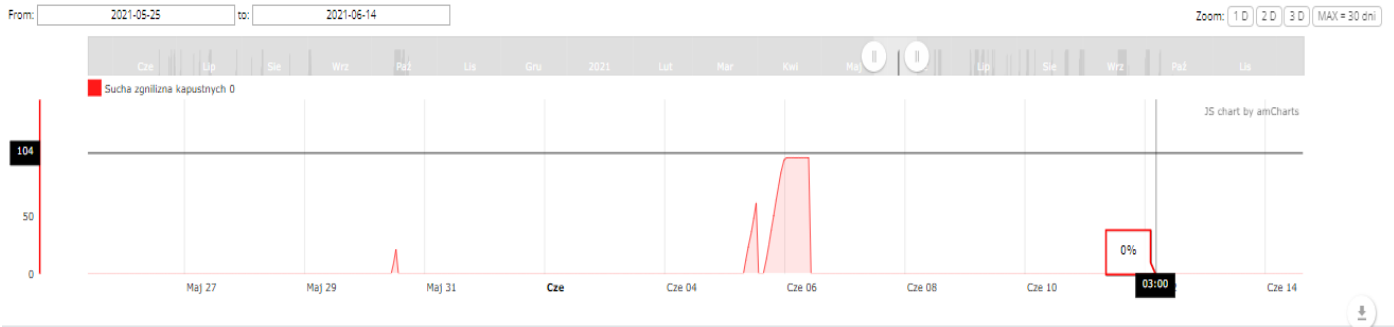 From: 2021-05-25 to: 2021-06-14 Zoom: 1 D 2 D 3 D MAX = 30 dni
Cze Lip Sie Wrz Paź Lis Gru 2021 Lut Mar Kwi Maj Lip Sie Wrz Paź Lis
Sucha zgnilizna kapustnych 0
JS chart by amCharts
104
50
0%
0
Maj 27 Maj 29 Maj 31 Cze Cze 04 Cze 06 Cze 08 Cze 10 03:00 Cze 14